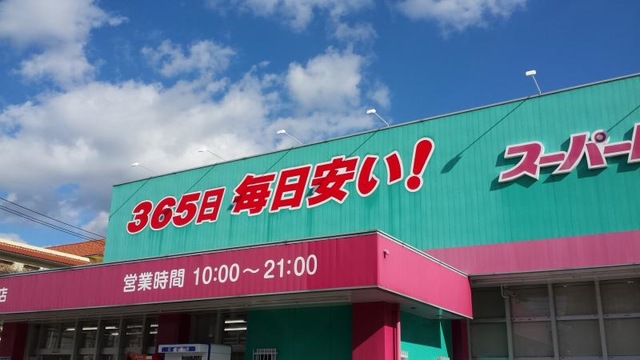 365日 毎日安い!
スーパー
営業時間 10:00〜21:00
店